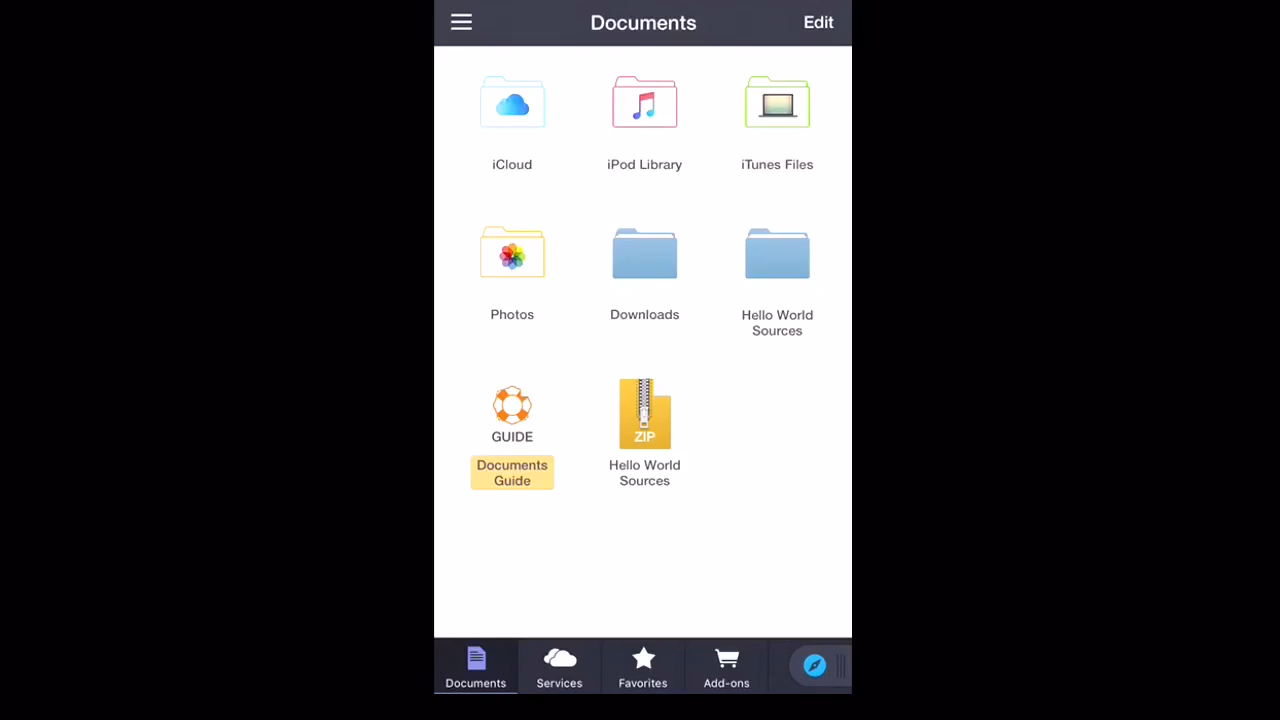 Documents
Edit
iCloud
iPod Library
iTunes Files
Photos
Downloads
Hello World
Sources
GUIDE
Documents
Guide
ZIP
Hello World
Sources
Documents
Services
Favorites
Add-ons